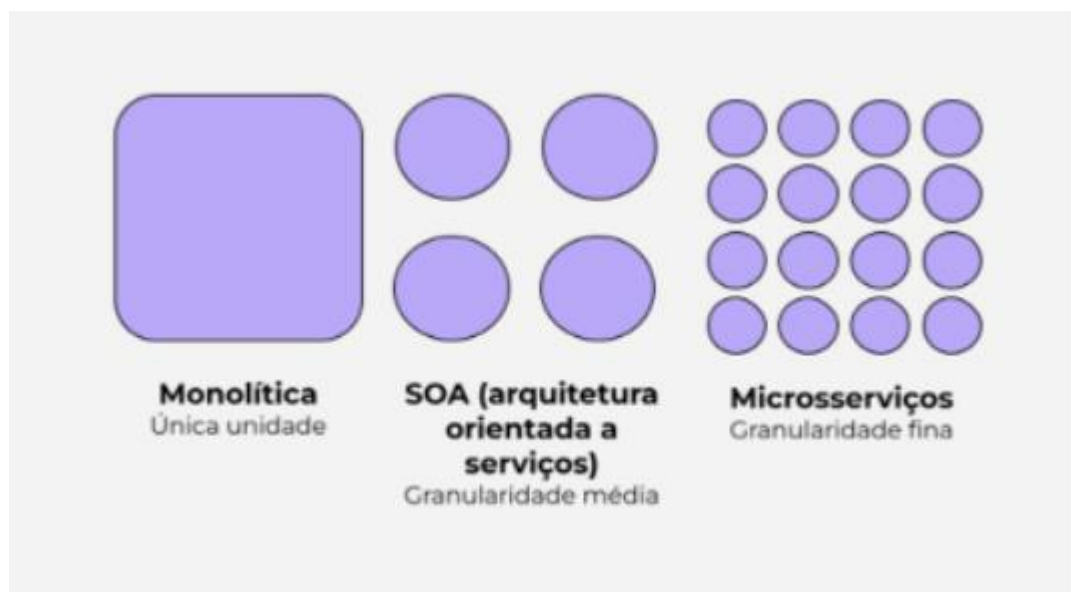 Monolítica
Única unidade
SOA (arquitetura
orientada a
serviços)
Granularidade média
Microsserviços
Granularidade fina